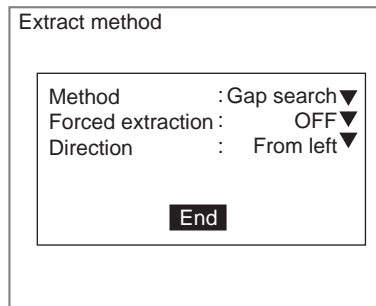 Extract method
Method : Gap search▼
Forced extraction : OFF▼
Direction : From left▼
End